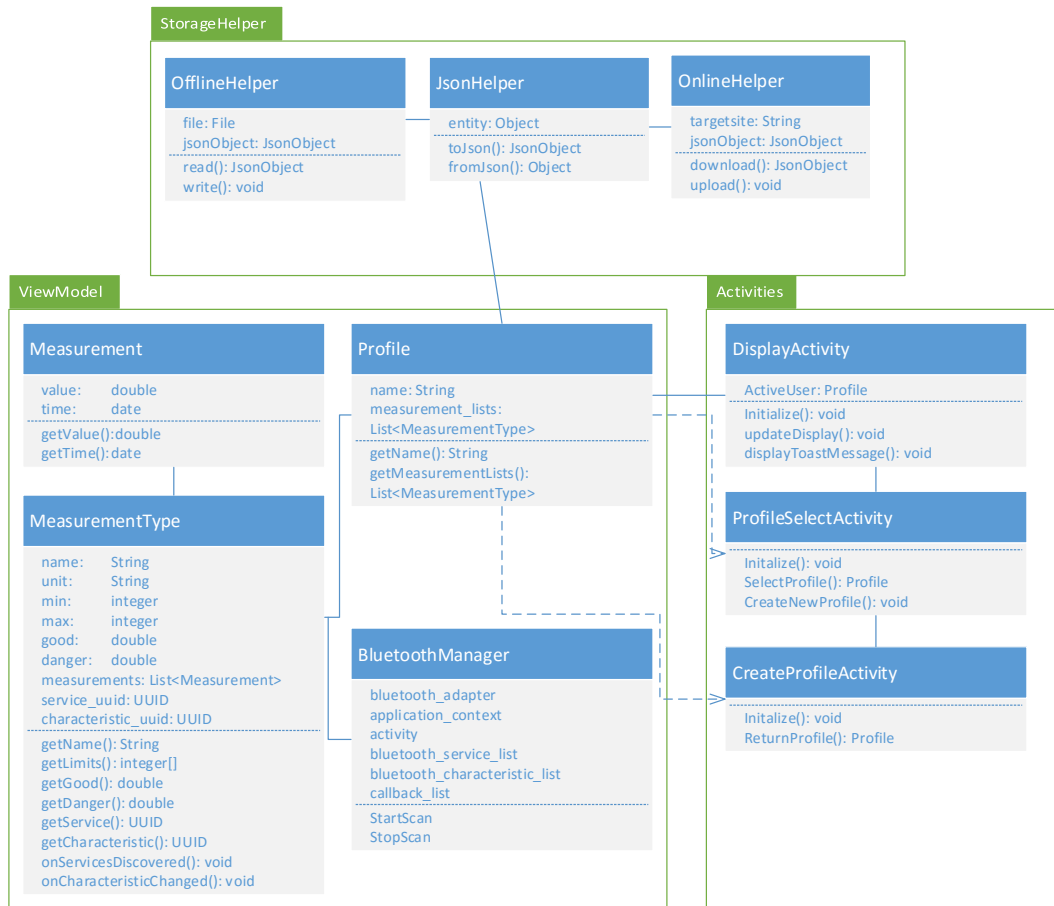 StorageHelper
OfflineHelper
file: File
jsonObject: JsonObject
read(): JsonObject
write(): void
JsonHelper
entity: Object
toJson(): JsonObject
fromJson(): Object
OnlineHelper
targetsite: String
jsonObject: JsonObject
download(): JsonObject
upload(): void
ViewModel
Measurement
value: double
time: date
getValue():double
getTime():date
MeasurementType
name: String
unit: String
min: integer
max: integer
good: double
danger: double
measurements: List<Measurement>
service_uuid: UUID
characteristic_uuid: UUID
getName(): String
getLimits(): integer[]
getGood(): double
getDanger(): double
getService(): UUID
getCharacteristic(): UUID
onServicesDiscovered(): void
onCharacteristicChanged(): void
Profile
name: String
measurement_lists:
List<MeasurementType>
getName(): String
getMeasurementLists():
List<MeasurementType>
BluetoothManager
bluetooth_adapter
application_context
activity
bluetooth_service_list
bluetooth_characteristic_list
callback_list
StartScan
StopScan
Activities
DisplayActivity
ActiveUser: Profile
Initialize(): void
updateDisplay(): void
displayToastMessage(): void
ProfileSelectActivity
Initalize(): void
SelectProfile(): Profile
CreateNewProfile(): void
CreateProfileActivity
Initalize(): void
ReturnProfile(): Profile